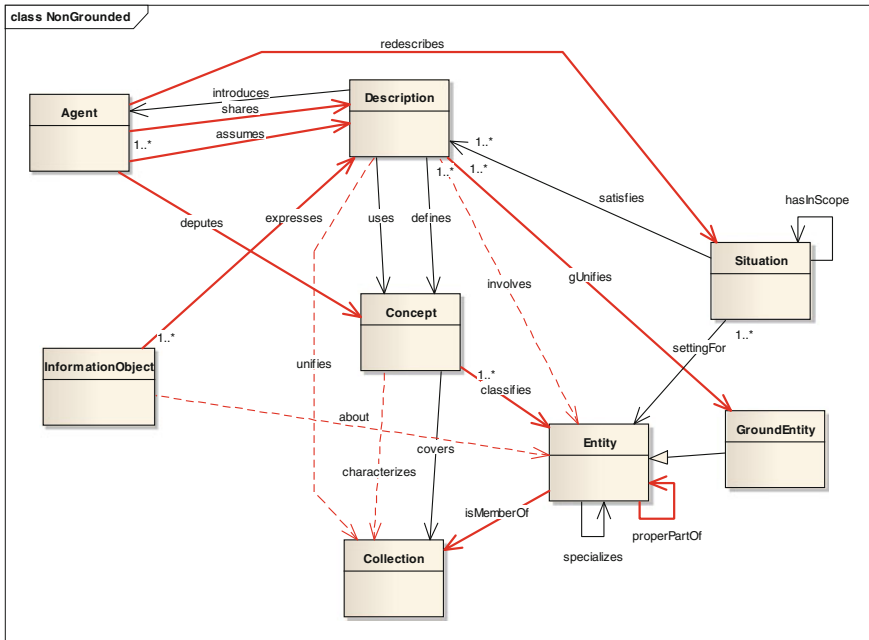 class NonGrounded
redescribes
introduces
Agent
shares
Description
assumes
1..*
1..*
1..*
1..*
satisfies
hasInScope
deputes
expresses
uses
defines
Situation
involves
gUnifies
Concept
1..*
1..*
settingFor
InformationObject
unifies
1..*
classifies
about
GroundEntity
Entity
covers
characterizes
isMemberOf
properPartOf
specializes
Collection